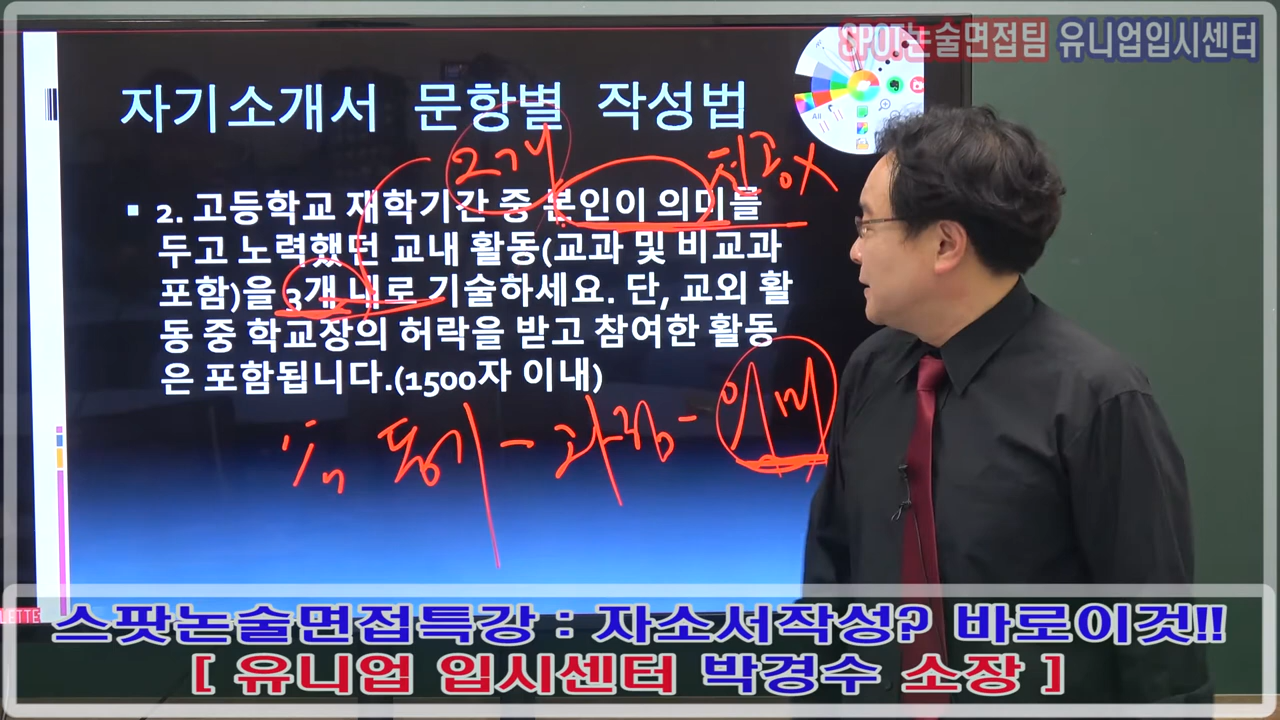 SPOT논술면접팀 유니업입시센터
자기소개서 문항별 작성법
2개
전공X
2. 고등학교 재학기간 중 본인이 의미를
두고 노력했던 교내 활동(교과 및 비교과
포함)을 3개 내로 기술하세요. 단, 교외 활
동 중 학교장의 허락을 받고 참여한 활동
은 포함됩니다.(1500자 이내)
1/n 동기 - 과정 - 의미
All
LETTE
스팟논술면접특강 : 자소서작성? 바로이것!!
[ 유니업 입시센터 박경수 소장 ]